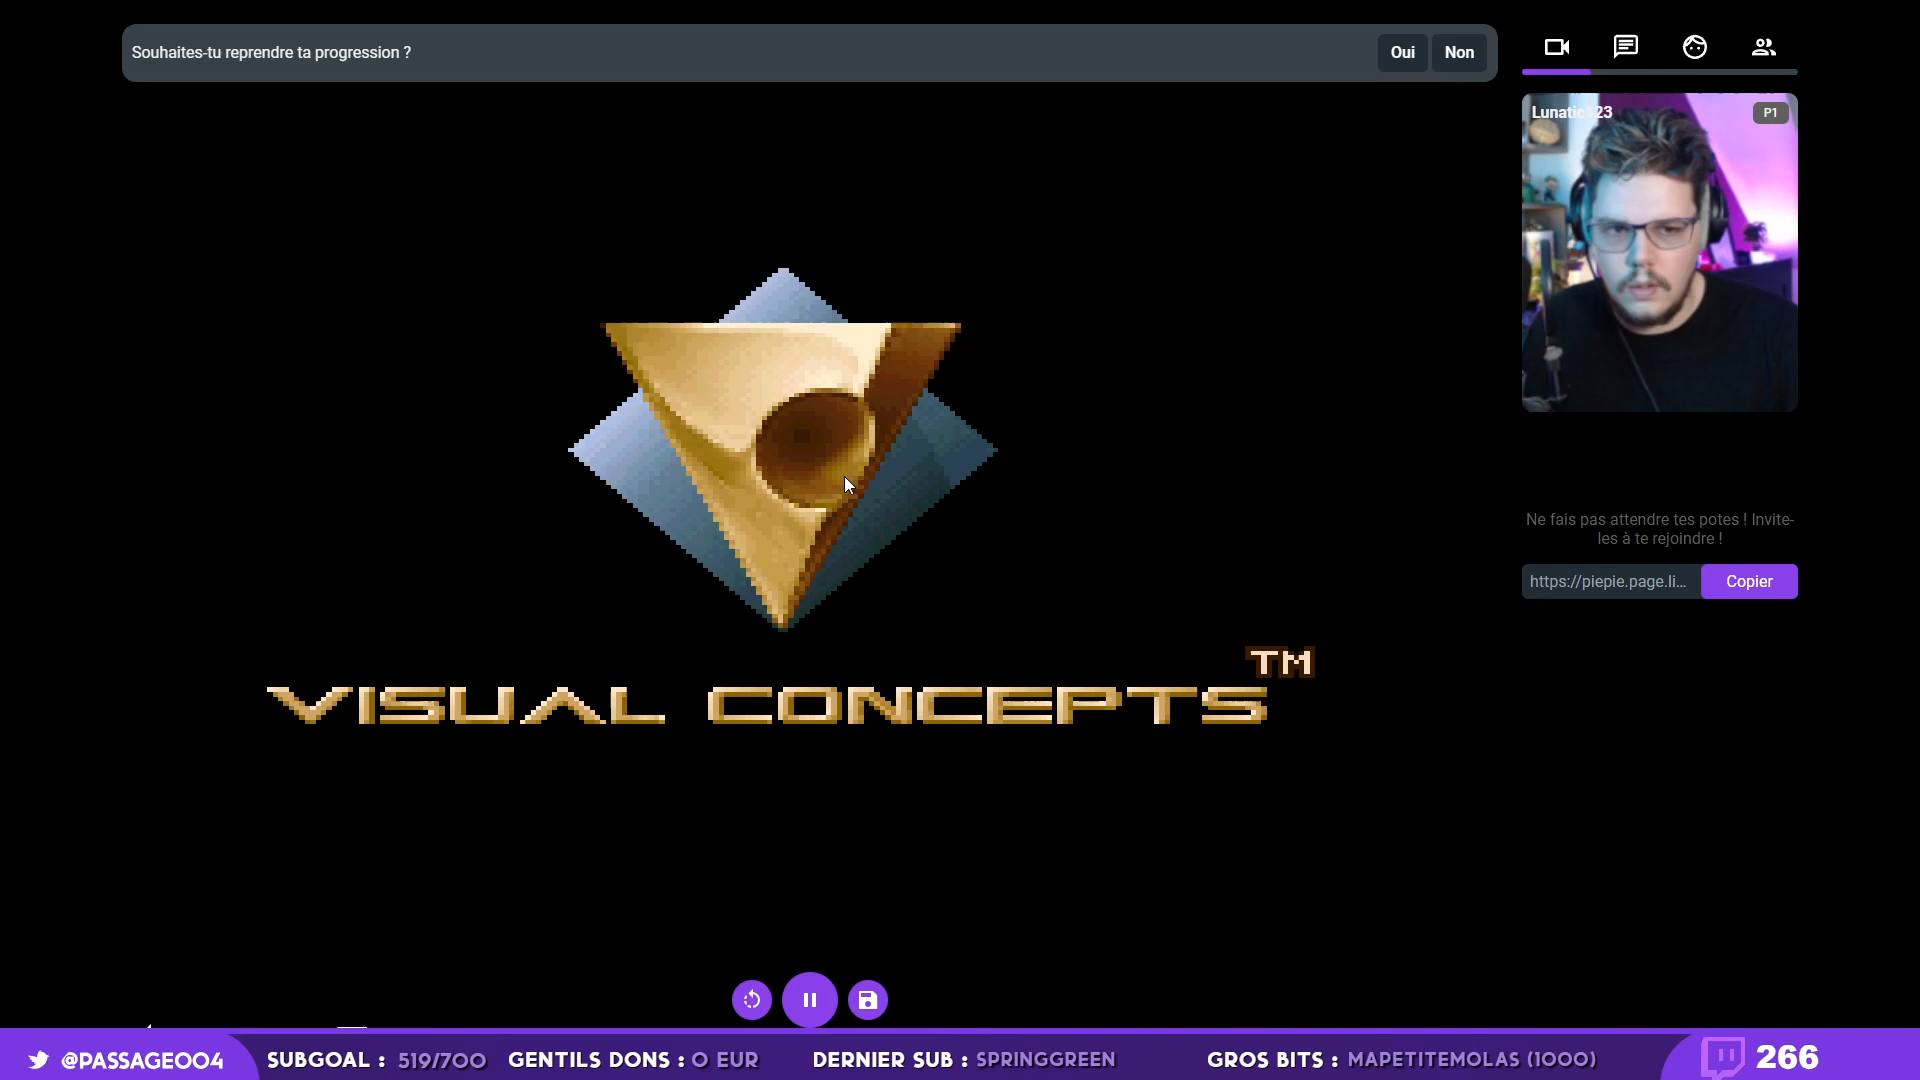 Souhaites-tu reprendre ta progression ?
Oui
Non
Lunatic123
P1
VISUAL CONCEPTS™
Ne fais pas attendre tes potes ! Invite-
les à te rejoindre !
https://piepie.page.li...
Copier
@PASSAGE004
SUBGOAL : 519/700
GENTILS DONS : 0 EUR
DERNIER SUB : SPRINGGREEN
GROS BITS : MAPETITEMOLAS (1000)
266